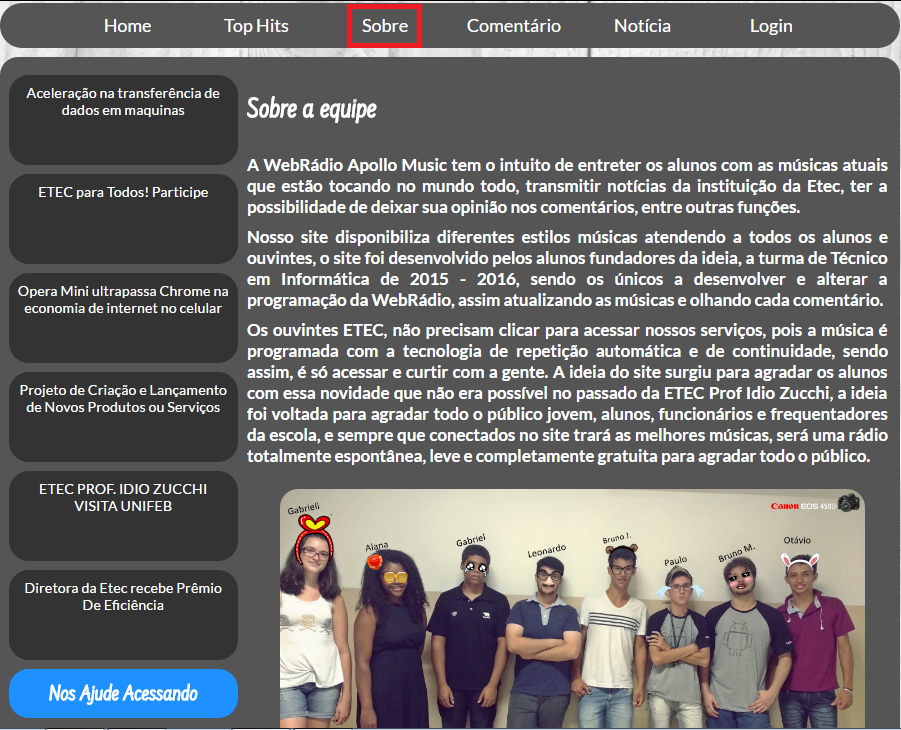 Home Top Hits Sobre Comentário Notícia Login
Aceleração na transferência de
dados em maquinas
ETEC para Todos! Participe
Opera Mini ultrapassa Chrome na
economia de internet no celular
Projeto de Criação e Lançamento
de Novos Produtos ou Serviços
ETEC PROF. IDIO ZUCCHI
VISITA UNIFEB
Diretora da Etec recebe Prêmio
De Eficiência
Nos Ajude Acessando
Sobre a equipe
A WebRádio Apollo Music tem o intuito de entreter os alunos com as músicas atuais
que estão tocando no mundo todo, transmitir notícias da instituição da Etec, ter a
possibilidade de deixar sua opinião nos comentários, entre outras funções.
Nosso site disponibiliza diferentes estilos músicas atendendo a todos os alunos e
ouvintes, o site foi desenvolvido pelos alunos fundadores da ideia, a turma de Técnico
em Informática de 2015 - 2016, sendo os únicos a desenvolver e alterar a
programação da WebRádio, assim atualizando as músicas e olhando cada comentário.
Os ouvintes ETEC, não precisam clicar para acessar nossos serviços, pois a música é
programada com a tecnologia de repetição automática e de continuidade, sendo
assim, é só acessar e curtir com a gente. A ideia do site surgiu para agradar os alunos
com essa novidade que não era possível no passado da ETEC Prof Idio Zucchi, a ideia
foi voltada para agradar todo o público jovem, alunos, funcionários e frequentadores
da escola, e sempre que conectados no site trará as melhores músicas, será uma rádio
totalmente espontânea, leve e completamente gratuita para agradar todo o público.
Canon EOS 450D
Gabrieli
Alana
Gabriel
Leonardo
Bruno J.
Paulo
Bruno M.
Otávio